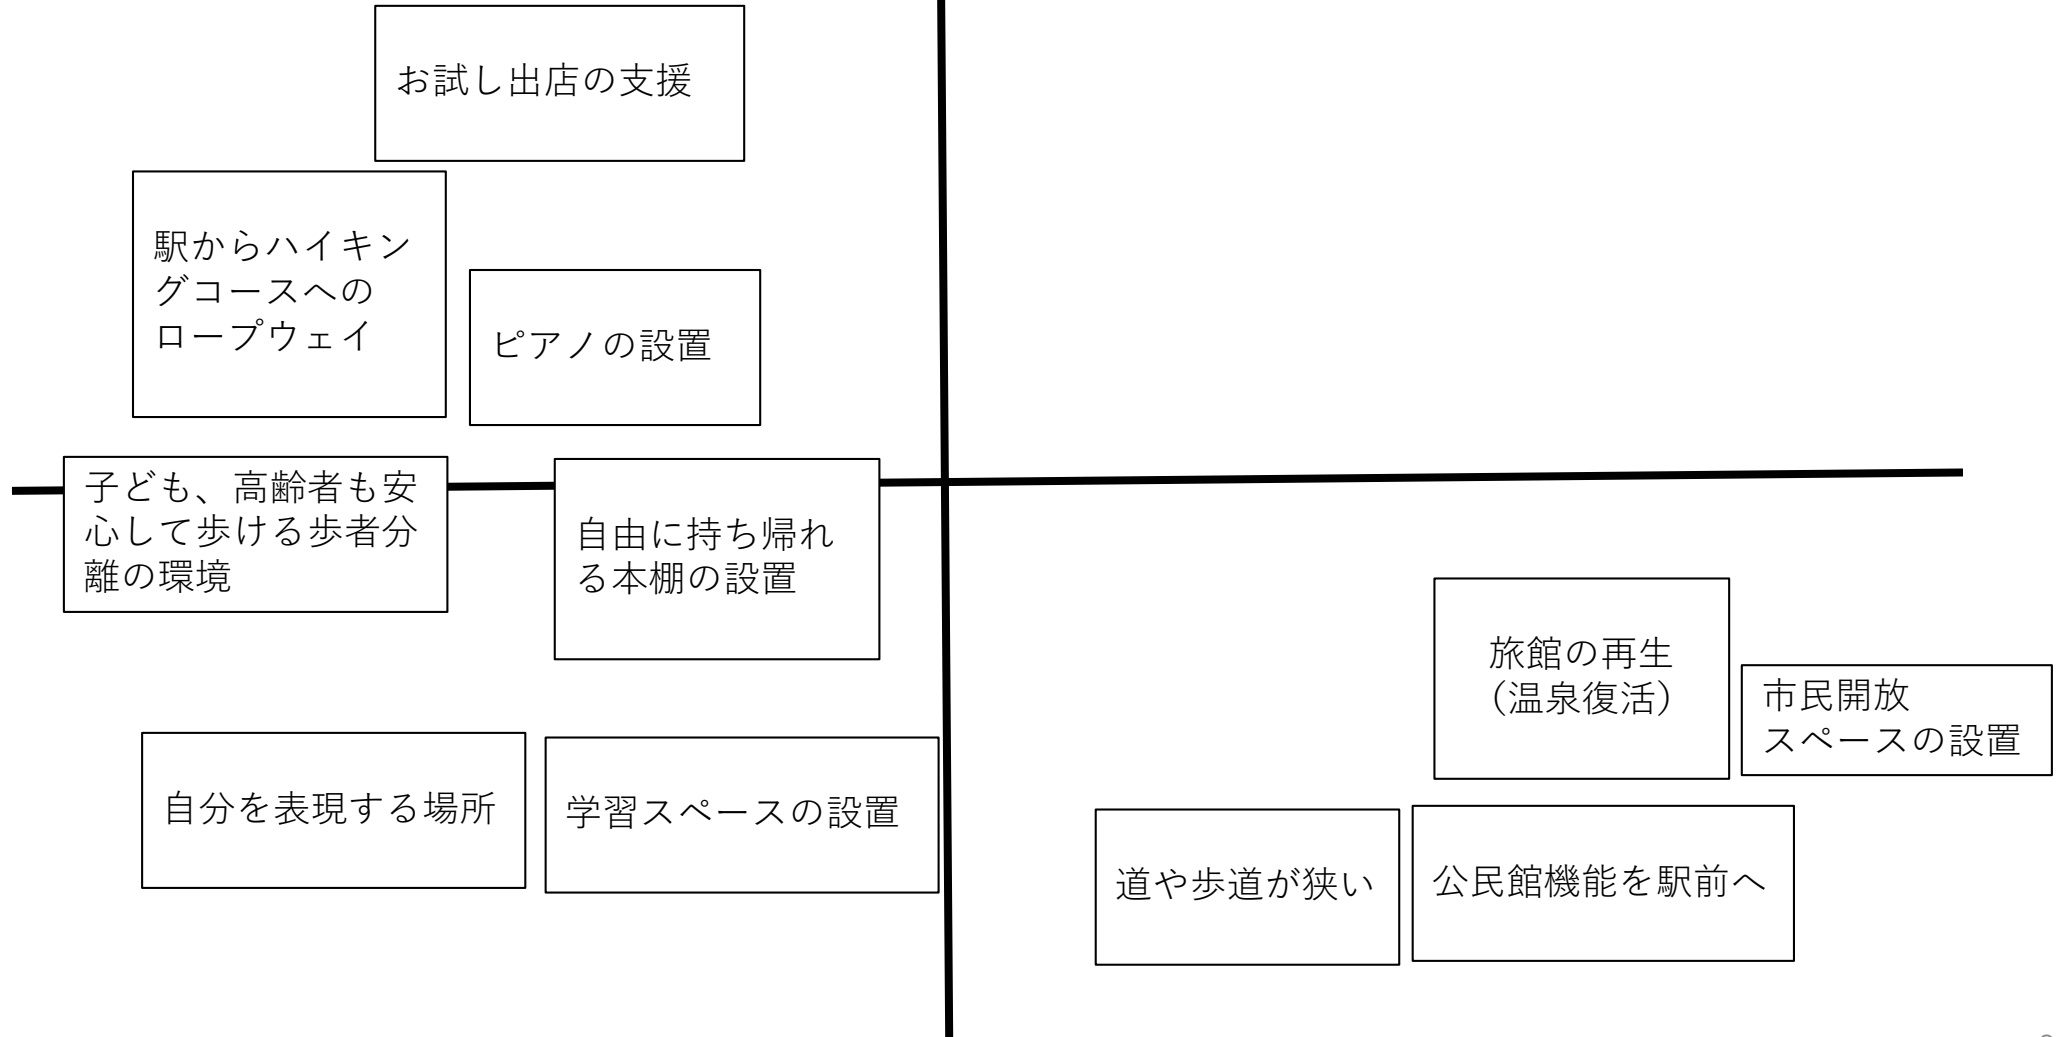 お試し出店の支援
駅からハイキン
グコースへの
ロープウェイ
ピアノの設置
子ども、高齢者も安
心して歩ける歩者分
離の環境
自由に持ち帰れ
る本棚の設置
旅館の再生
（温泉復活）
市民開放
スペースの設置
自分を表現する場所
学習スペースの設置
道や歩道が狭い
公民館機能を駅前へ